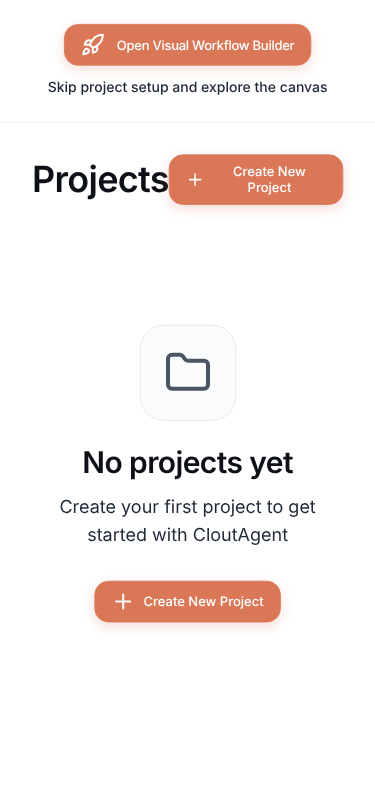 Open Visual Workflow Builder
Skip project setup and explore the canvas
Projects
Create New
Project
No projects yet
Create your first project to get
started with CloutAgent
Create New Project